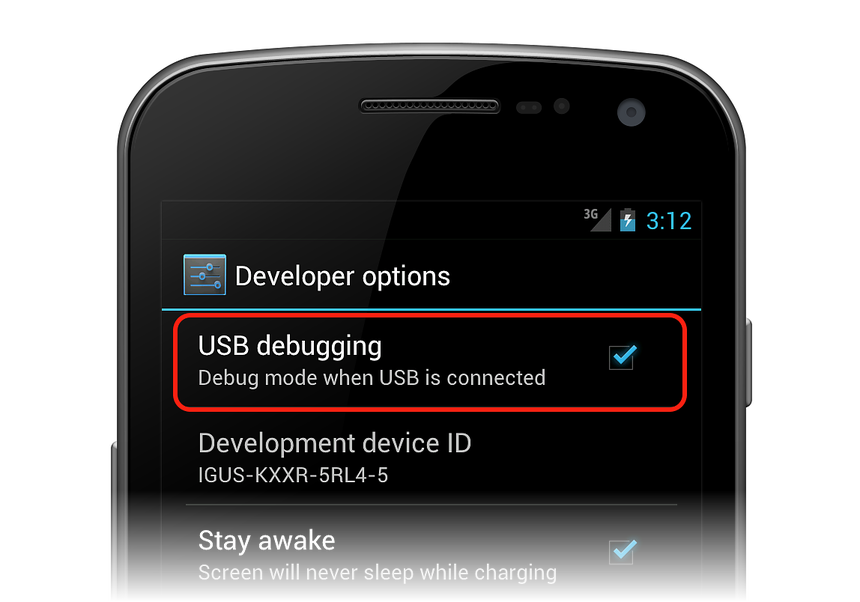 3G 3:12
Developer options
USB debugging
Debug mode when USB is connected
Development device ID
IGUS-KXXR-5RL4-5
Stay awake
Screen will never sleep while charging